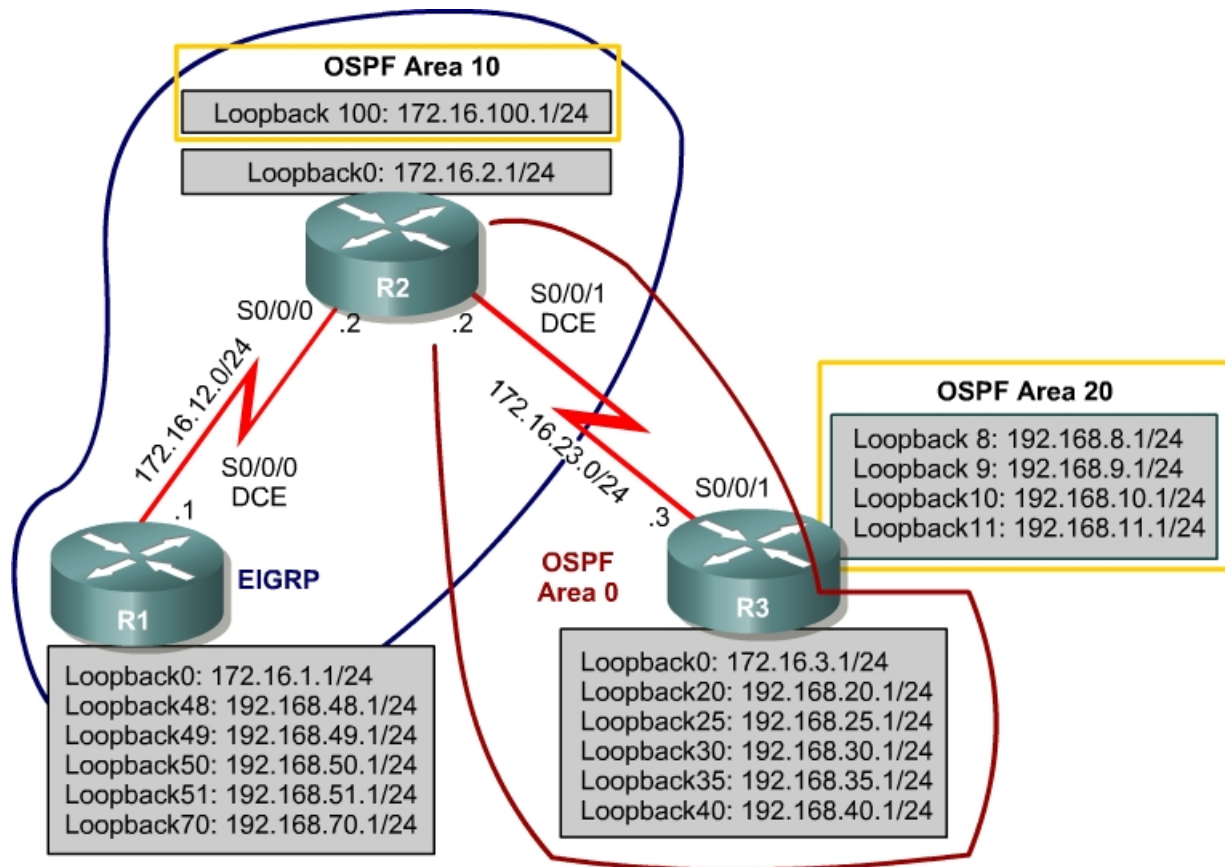 OSPF Area 10
Loopback 100: 172.16.100.1/24
Loopback0: 172.16.2.1/24
R2
S0/0/0
.2
.2
S0/0/1
DCE
172.16.12.0/24
S0/0/0
DCE
.1
172.16.23.0/24
S0/0/1
.3
OSPF Area 20
Loopback 8: 192.168.8.1/24
Loopback 9: 192.168.9.1/24
Loopback10: 192.168.10.1/24
Loopback11: 192.168.11.1/24
R1
EIGRP
OSPF
Area 0
R3
Loopback0: 172.16.1.1/24
Loopback48: 192.168.48.1/24
Loopback49: 192.168.49.1/24
Loopback50: 192.168.50.1/24
Loopback51: 192.168.51.1/24
Loopback70: 192.168.70.1/24
Loopback0: 172.16.3.1/24
Loopback20: 192.168.20.1/24
Loopback25: 192.168.25.1/24
Loopback30: 192.168.30.1/24
Loopback35: 192.168.35.1/24
Loopback40: 192.168.40.1/24